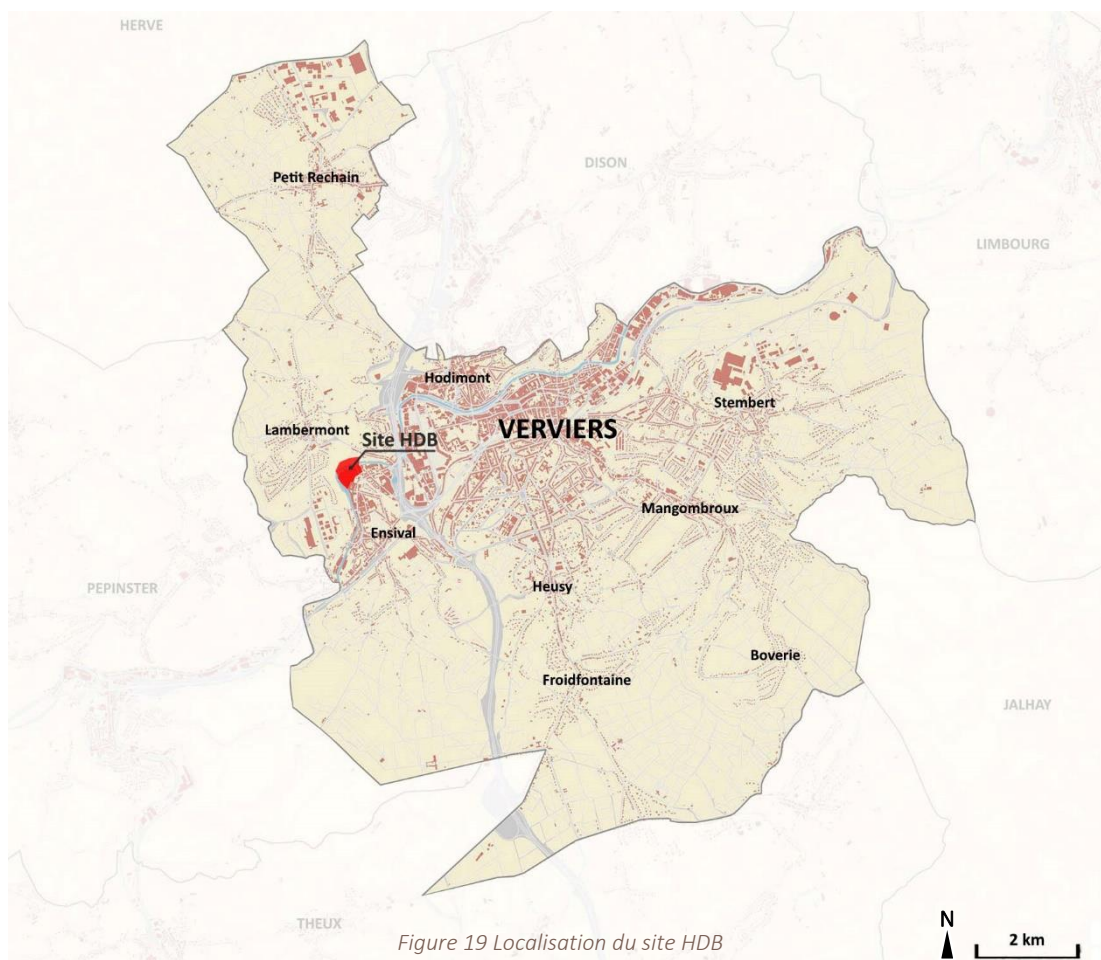 HERVE
DISON
Petit Rechain
LIMBOURG
Hodimont
Stembert
Lambermont
VERVIERS
Site HDB
Mangombroux
Ensival
PEPINSTER
Heusy
Boverie
Froidfontaine
JALHAY
THEUX
N
2 km
Figure 19 Localisation du site HDB